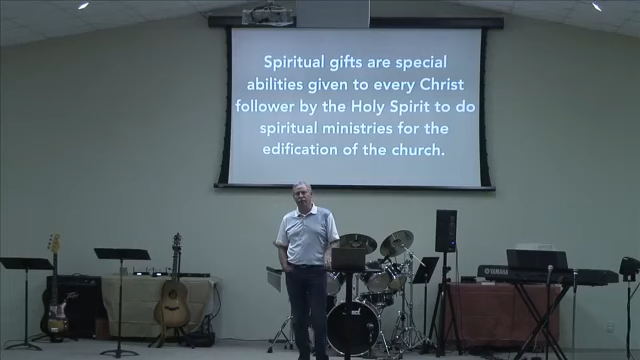 Spiritual gifts are special
abilities given to every Christ
follower by the Holy Spirit to do
spiritual ministries for the
edification of the church.
YAMAHA